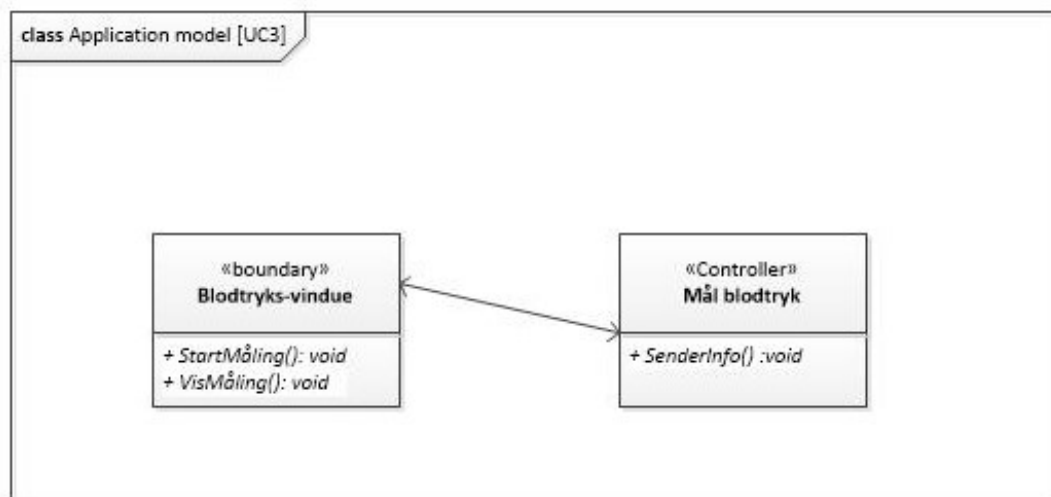 class Application model [UC3]
«boundary»
Blodtryks-vindue
+ StartMåling(): void
+ VisMåling(): void
«Controller»
Mål blodtryk
+ SenderInfo() :void